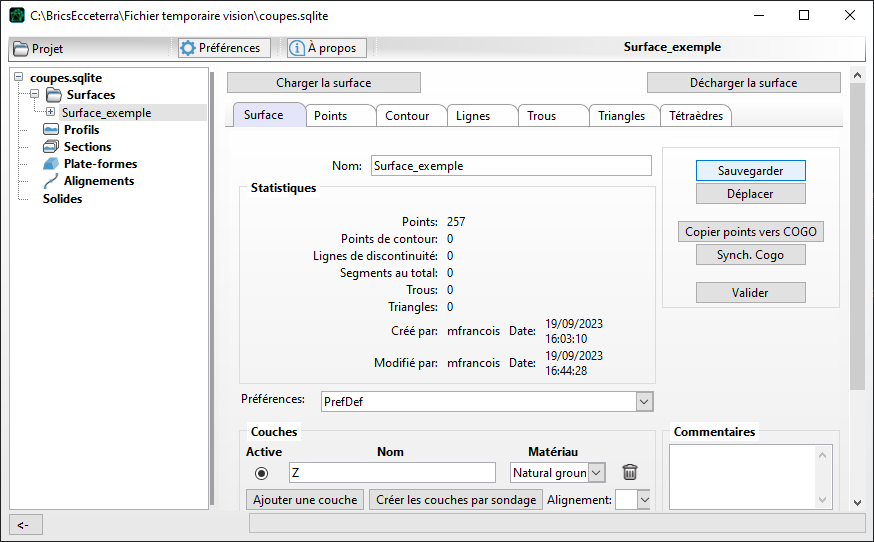 C:\BricsEcceterra\Fichier temporaire vision\coupes.sqlite
Projet
Préférences
À propos
Surface_exemple
coupes.sqlite
Surfaces
Surface_exemple
Profils
Sections
Plate-formes
Alignements
Solides
Charger la surface
Décharger la surface
Surface
Points
Contour
Lignes
Trous
Triangles
Tétraèdres
Nom: Surface_exemple
Statistiques
Points: 257
Points de contour: 0
Lignes de discontinuité: 0
Segments au total: 0
Trous: 0
Triangles: 0
Créé par: mfrancois Date: 19/09/2023
16:03:10
Modifié par: mfrancois Date: 19/09/2023
16:44:28
Sauvegarder
Déplacer
Copier points vers COGO
Synch. Cogo
Valider
Préférences: PrefDef
Couches
Active Nom Matériau
Z Natural groun
Ajouter une couche Créer les couches par sondage Alignement:
Commentaires
<-